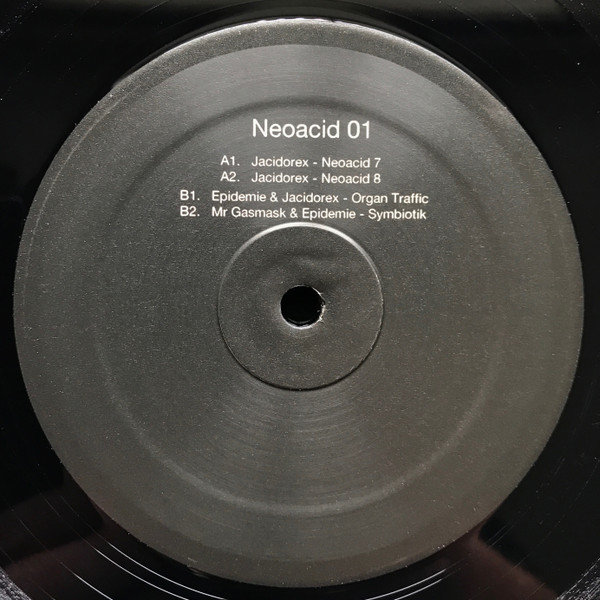 Neoacid 01
A1. Jacidorex - Neoacid 7
A2. Jacidorex - Neoacid 8
B1. Epidemie & Jacidorex - Organ Traffic
B2. Mr Gasmask & Epidemie - Symbiotik